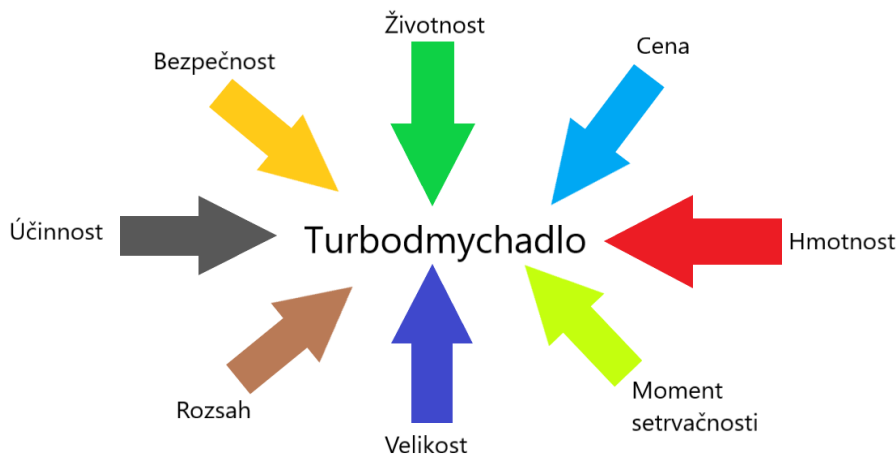 Životnost
Bezpečnost
Cena
Účinnost
Turbodmychadlo
Hmotnost
Rozsah
Moment
setrvačnosti
Velikost